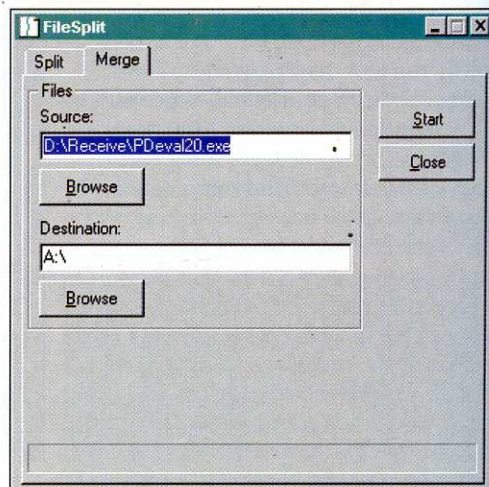 FileSplit
Split Merge
Files
Source:
D:\Receive\PDeval20.exe
Browse
Destination:
A:\
Browse
Start
Close